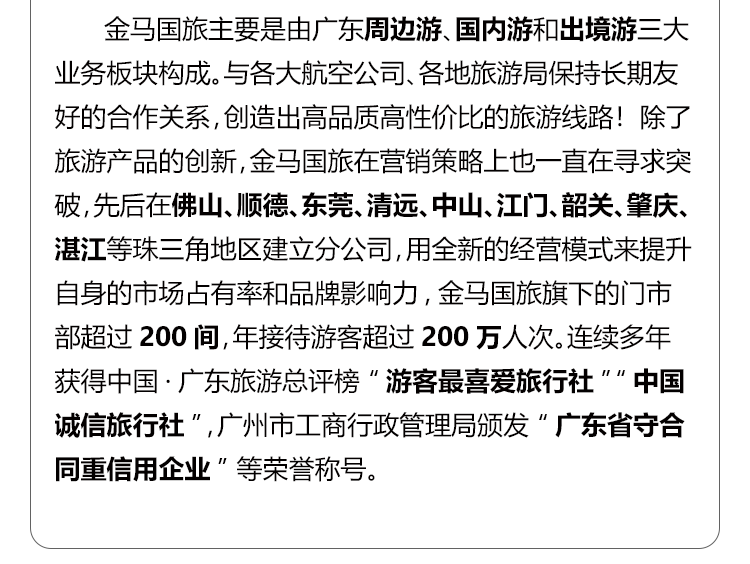 金马国旅主要是由广东周边游、国内游和出境游三大
业务板块构成。与各大航空公司、各地旅游局保持长期友
好的合作关系,创造出高品质高性价比的旅游线路！除了
旅游产品的创新,金马国旅在营销策略上也一直在寻求突
破,先后在佛山、顺德、东莞、清远、中山、江门、韶关、肇庆、
湛江等珠三角地区建立分公司,用全新的经营模式来提升
自身的市场占有率和品牌影响力,金马国旅旗下的门市
部超过 200 间,年接待游客超过 200 万人次。连续多年
获得中国·广东旅游总评榜“游客最喜爱旅行社”“中国
诚信旅行社”,广州市工商行政管理局颁发“广东省守合
同重信用企业”等荣誉称号。